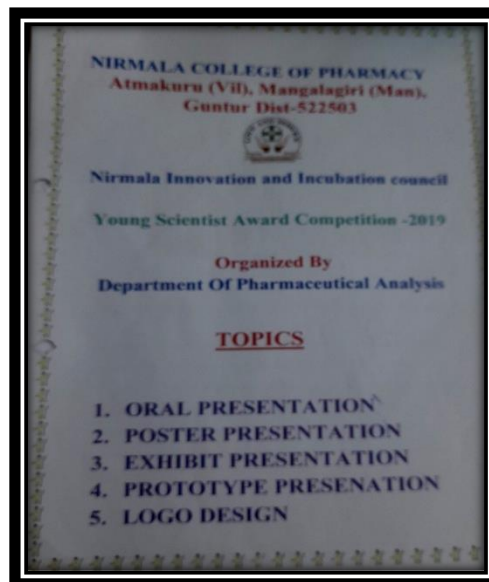 NIRMALA COLLEGE OF PHARMACY
Atmakuru (Vil), Mangalagiri (Man),
Guntur Dist-522503
Nirmala Innovation and Incubation council
Young Scientist Award Competition -2019
Organized By
Department Of Pharmaceutical Analysis
TOPICS
1. ORAL PRESENTATION
2. POSTER PRESENTATION
3. EXHIBIT PRESENTATION
4. PROTOTYPE PRESENATION
5. LOGO DESIGN